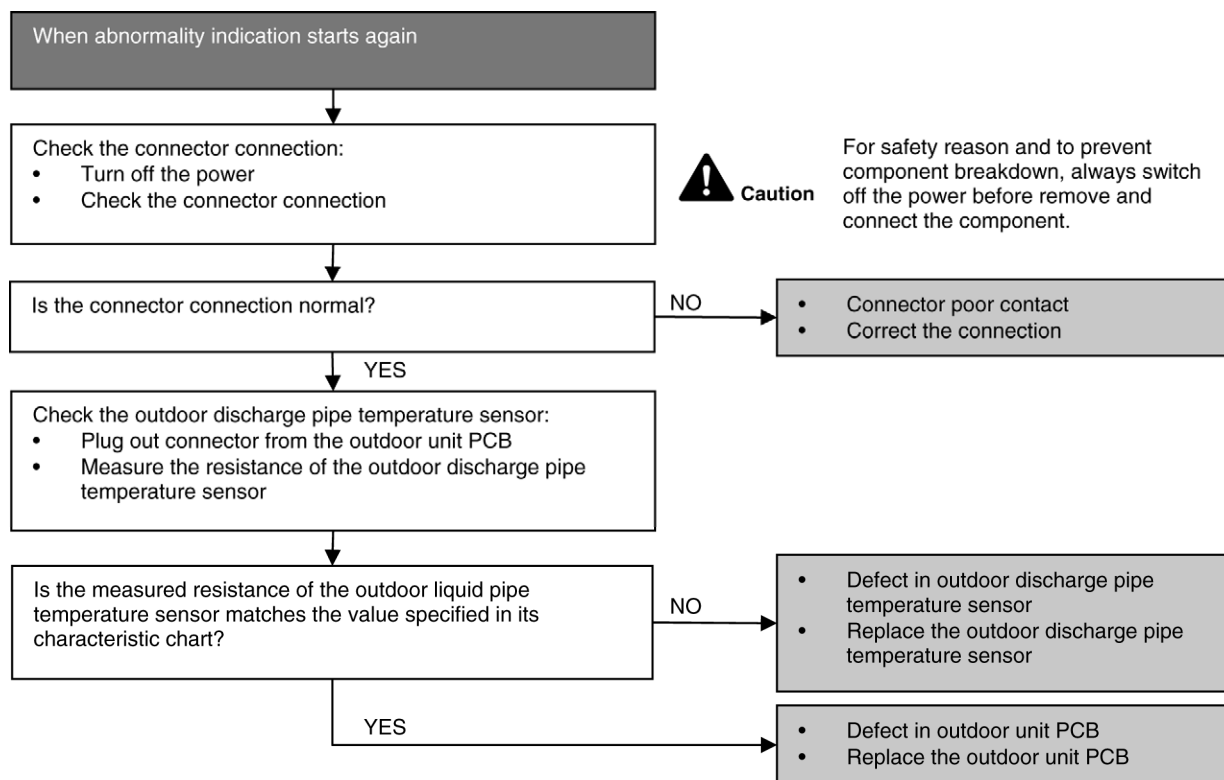 When abnormality indication starts again
Check the connector connection:
• Turn off the power
• Check the connector connection
Caution
For safety reason and to prevent
component breakdown, always switch
off the power before remove and
connect the component.
Is the connector connection normal?
NO
• Connector poor contact
• Correct the connection
YES
Check the outdoor discharge pipe temperature sensor:
• Plug out connector from the outdoor unit PCB
• Measure the resistance of the outdoor discharge pipe
temperature sensor
Is the measured resistance of the outdoor liquid pipe
temperature sensor matches the value specified in its
characteristic chart?
NO
• Defect in outdoor discharge pipe
temperature sensor
• Replace the outdoor discharge pipe
temperature sensor
YES
• Defect in outdoor unit PCB
• Replace the outdoor unit PCB